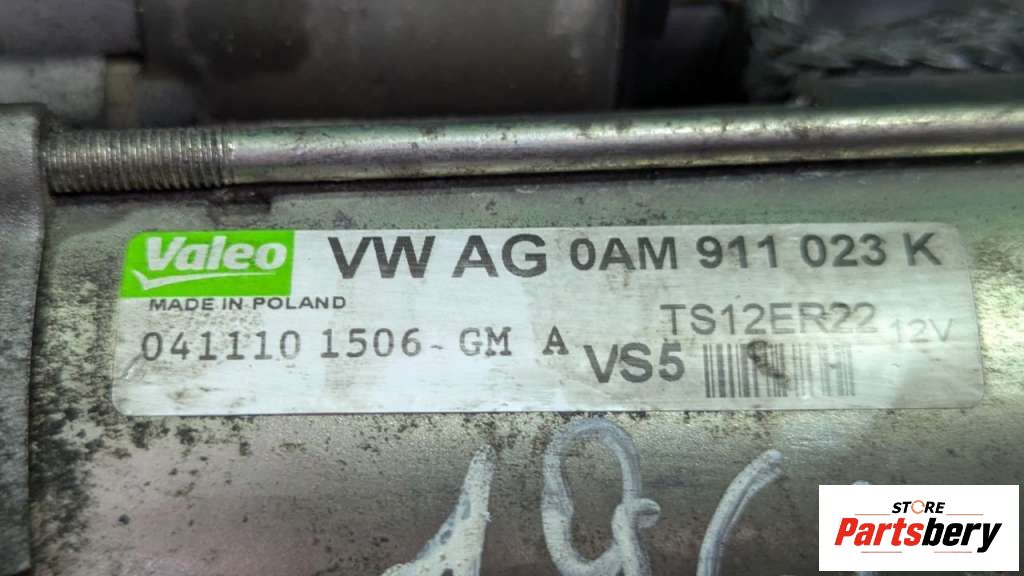 Valeo VW AG 0AM 911 023 K
MADE IN POLAND
TS12ER22 12V
041110 1506-GM A VS5
STORE
Partsbery